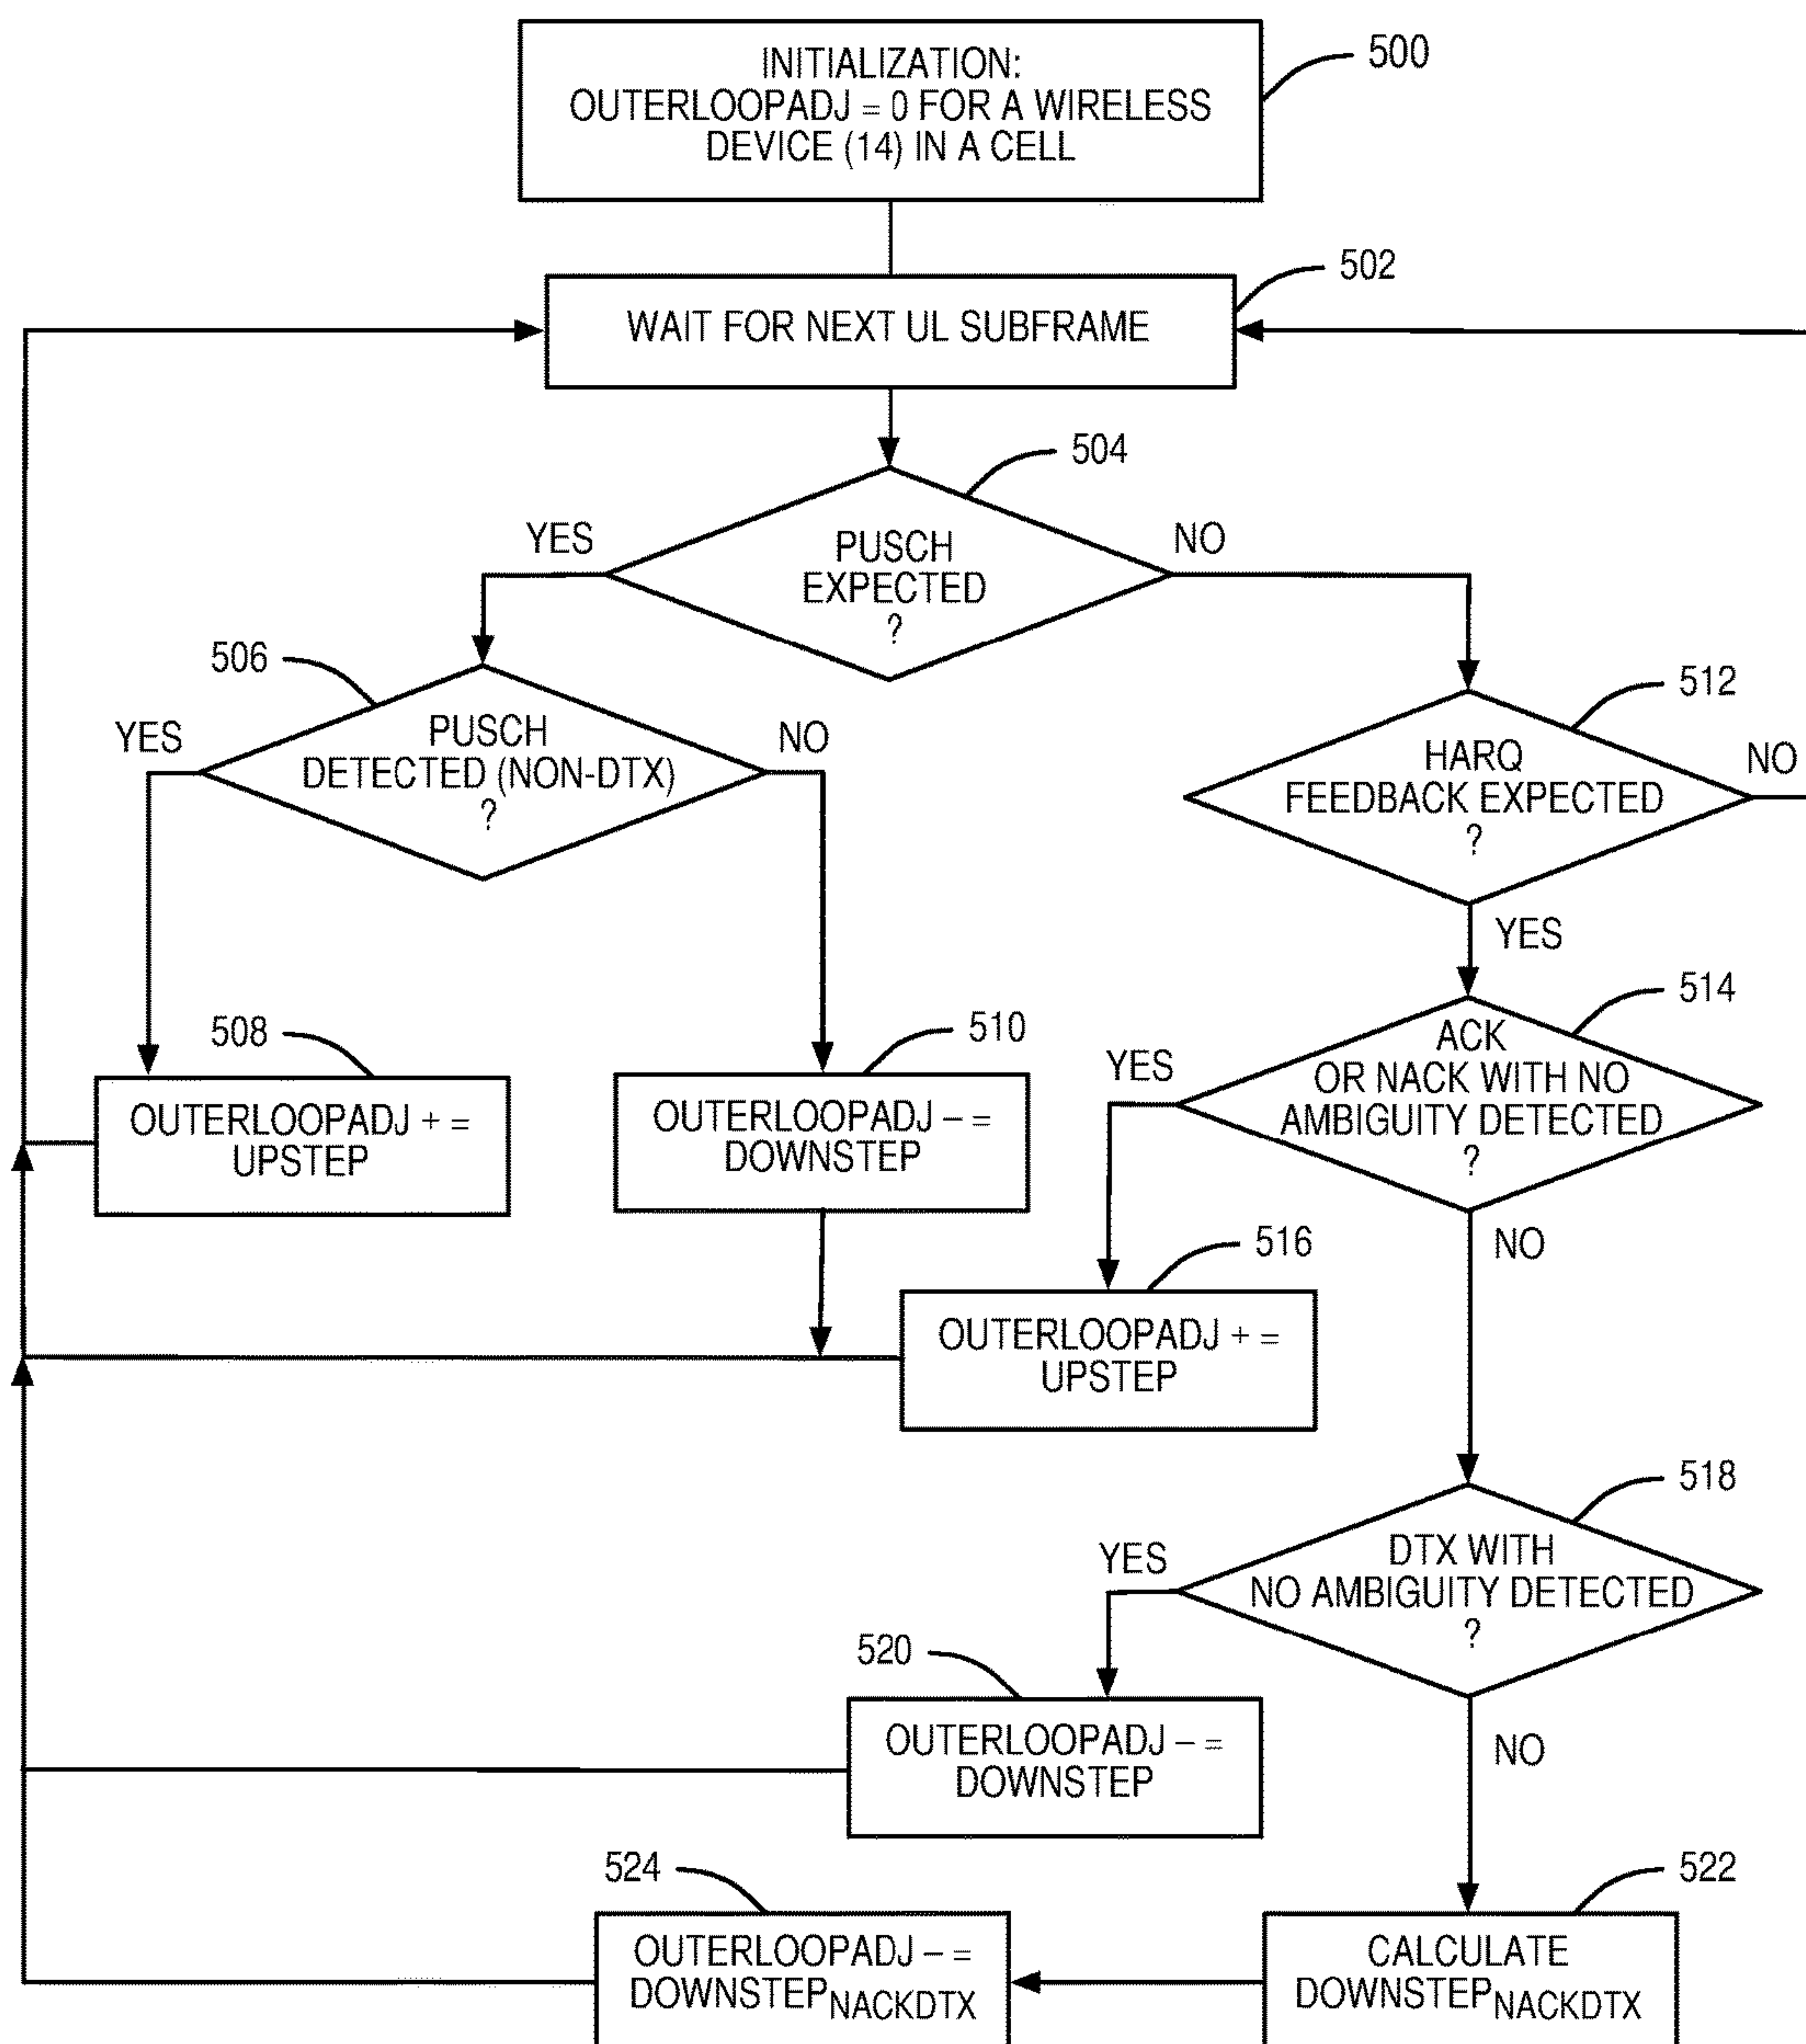 INITIALIZATION:
OUTERLOOPADJ = 0 FOR A WIRELESS
DEVICE (14) IN A CELL
500
502
WAIT FOR NEXT UL SUBFRAME
504
YES
PUSCH
EXPECTED
?
NO
506
YES
PUSCH
DETECTED (NON-DTX)
?
NO
512
HARQ
FEEDBACK EXPECTED
?
NO
YES
508
OUTERLOOPADJ + =
UPSTEP
510
OUTERLOOPADJ – =
DOWNSTEP
514
YES
ACK
OR NACK WITH NO
AMBIGUITY DETECTED
?
NO
516
OUTERLOOPADJ + =
UPSTEP
518
YES
DTX WITH
NO AMBIGUITY DETECTED
?
NO
520
OUTERLOOPADJ – =
DOWNSTEP
524
OUTERLOOPADJ – =
DOWNSTEPNACKDTX
522
CALCULATE
DOWNSTEPNACKDTX